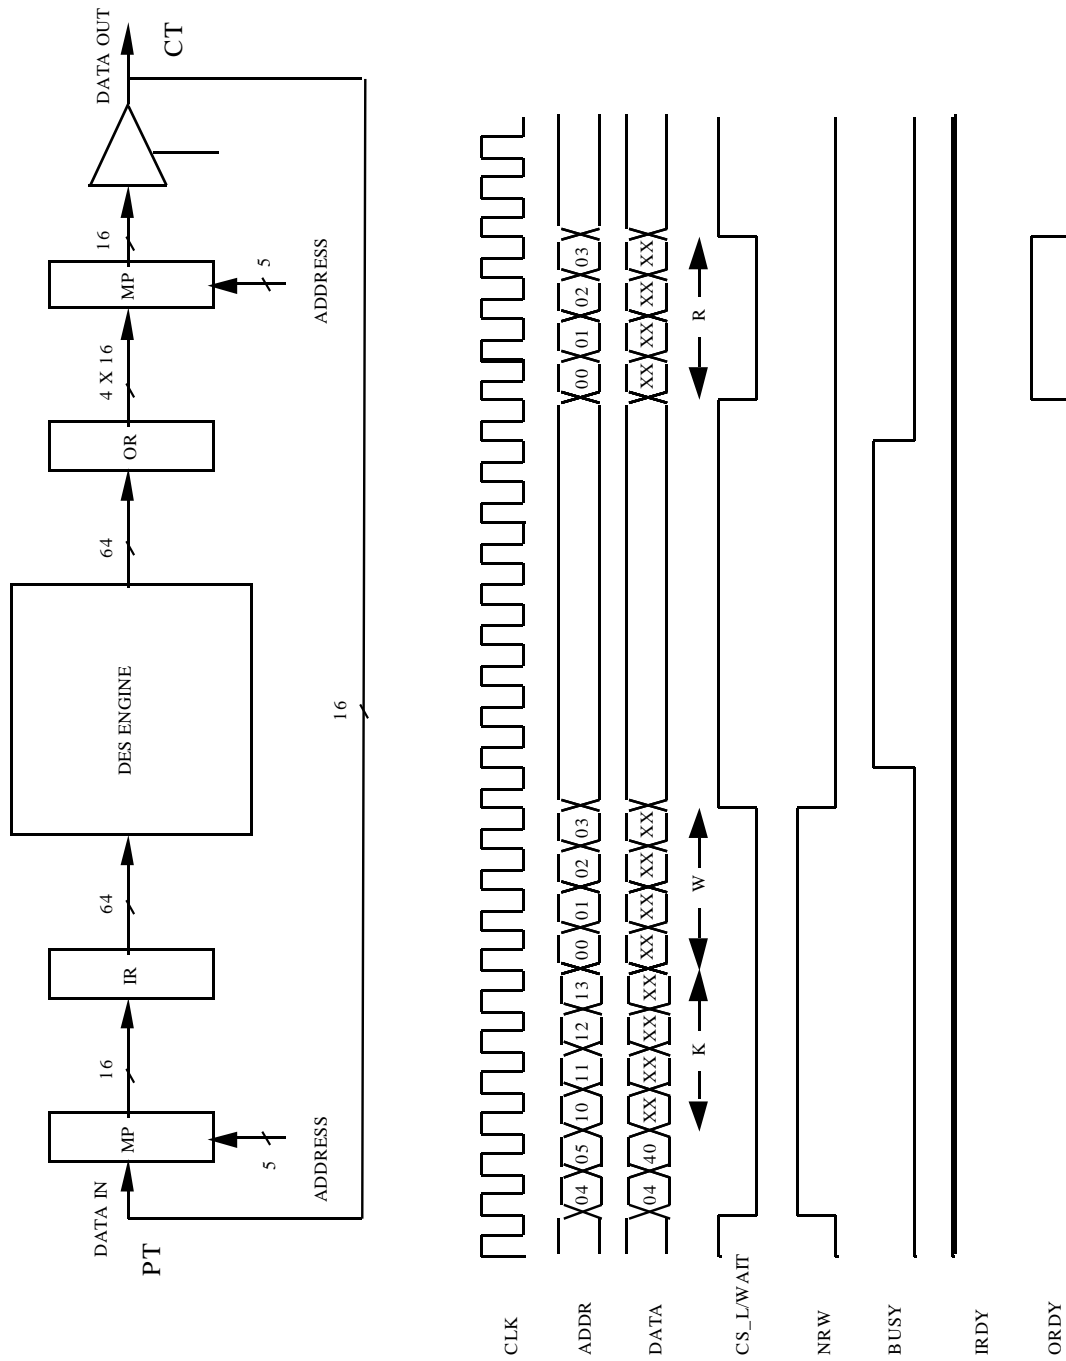 PT
DATA IN
MP
5
ADDRESS
16
IR
64
DES ENGINE
64
OR
4 X 16
MP
5
ADDRESS
16
DATA OUT
CT
16
CLK
ADDR
04 05 10 11 12 13 00 01 02 03 00 01 02 03
DATA
04 40 XX XX XX XX XX XX XX XX XX XX XX XX
K W R
CS_L/WAIT
NRW
BUSY
IRDY
ORDY